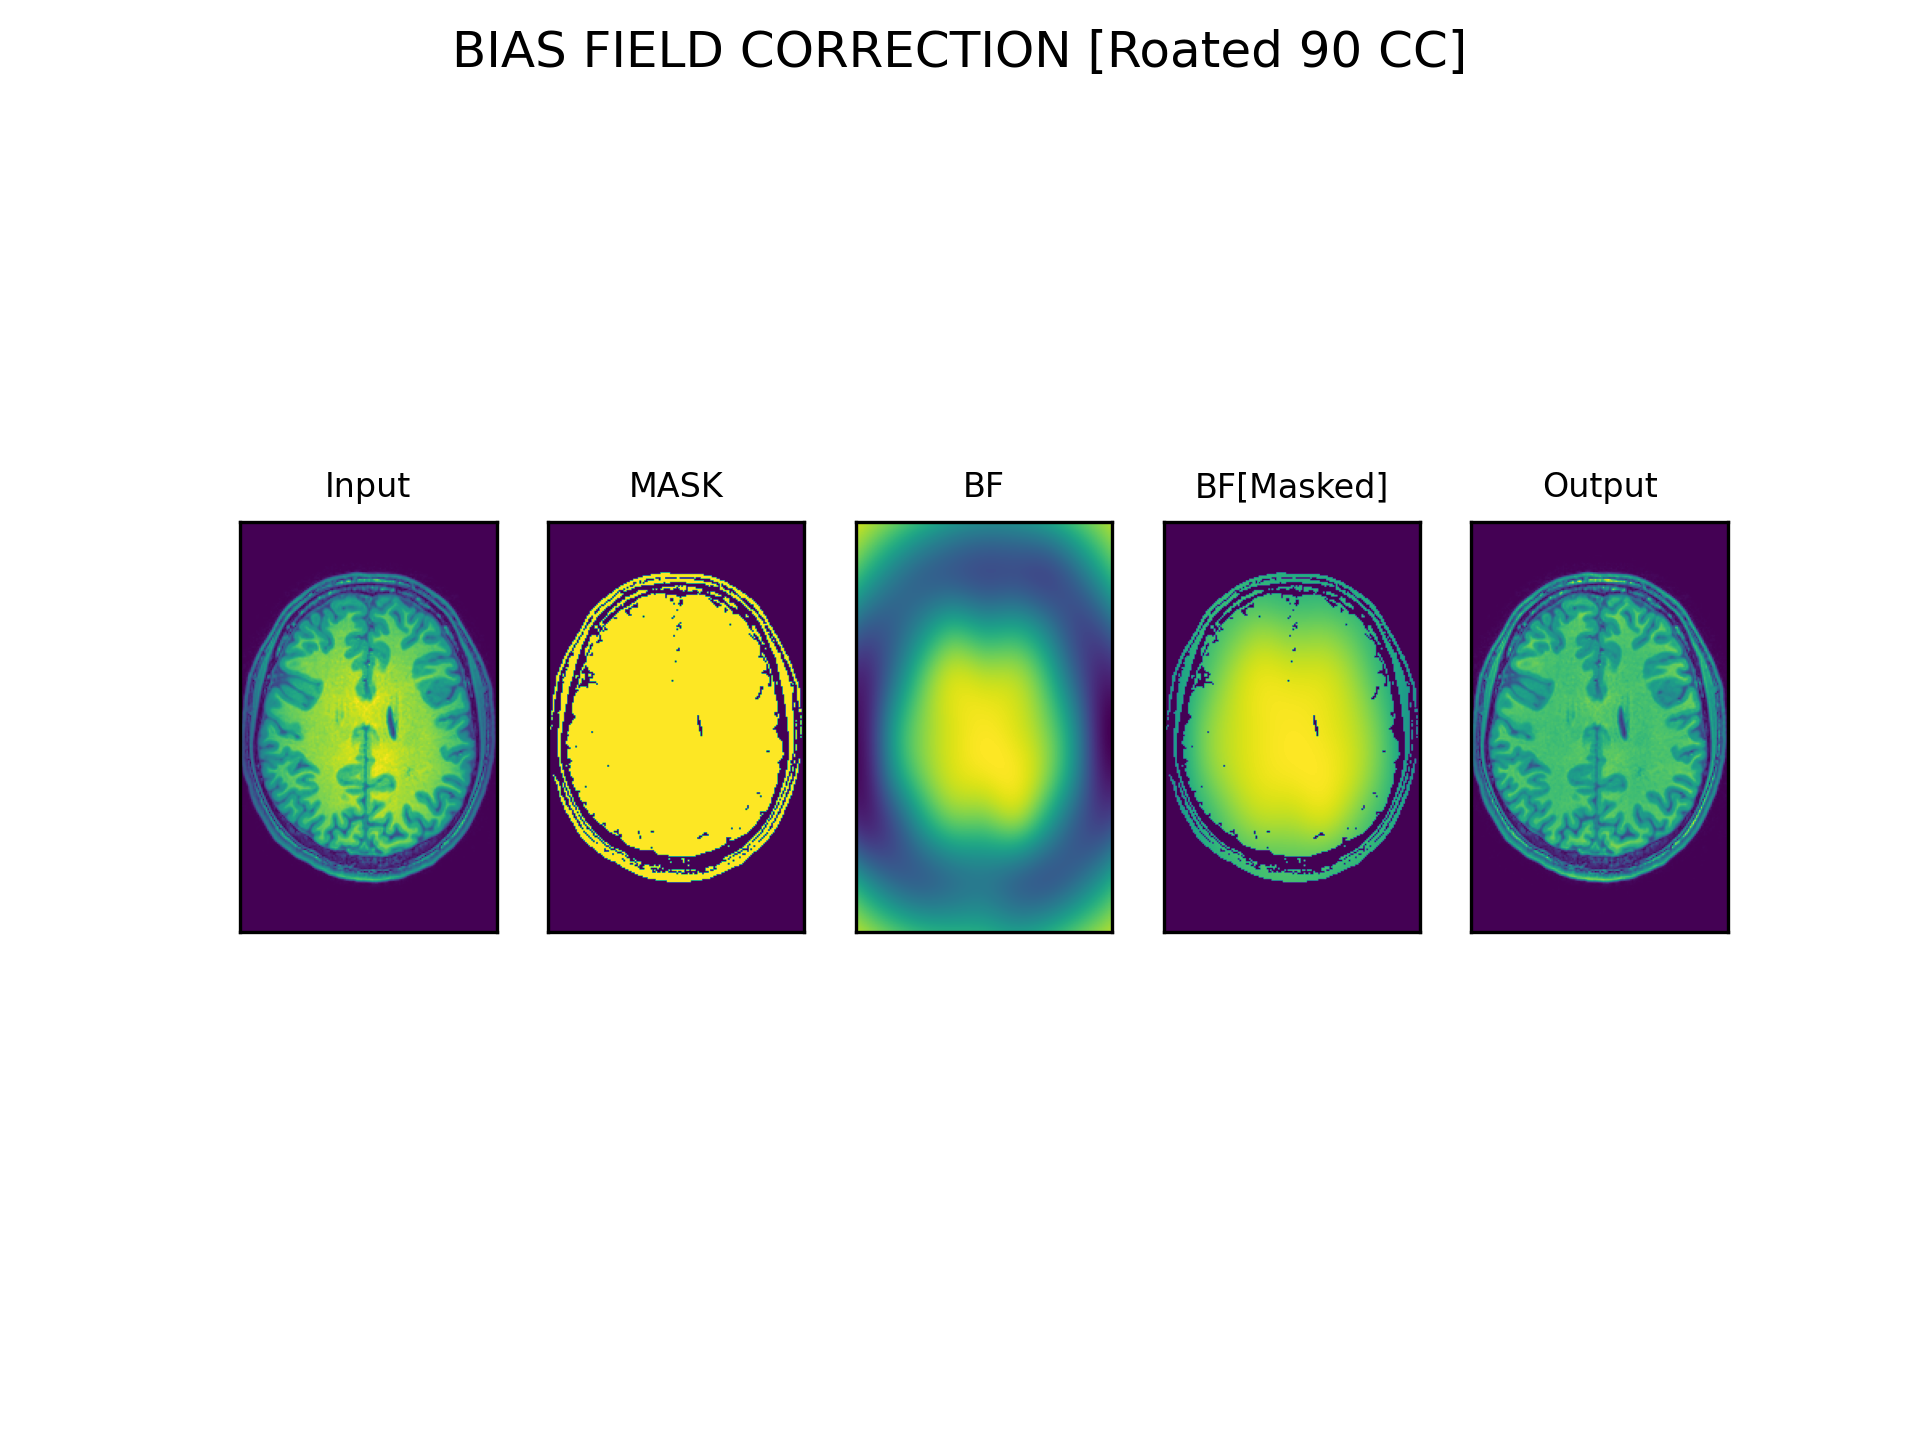 BIAS FIELD CORRECTION [Roated 90 CC]
Input
MASK
BF
BF[Masked]
Output